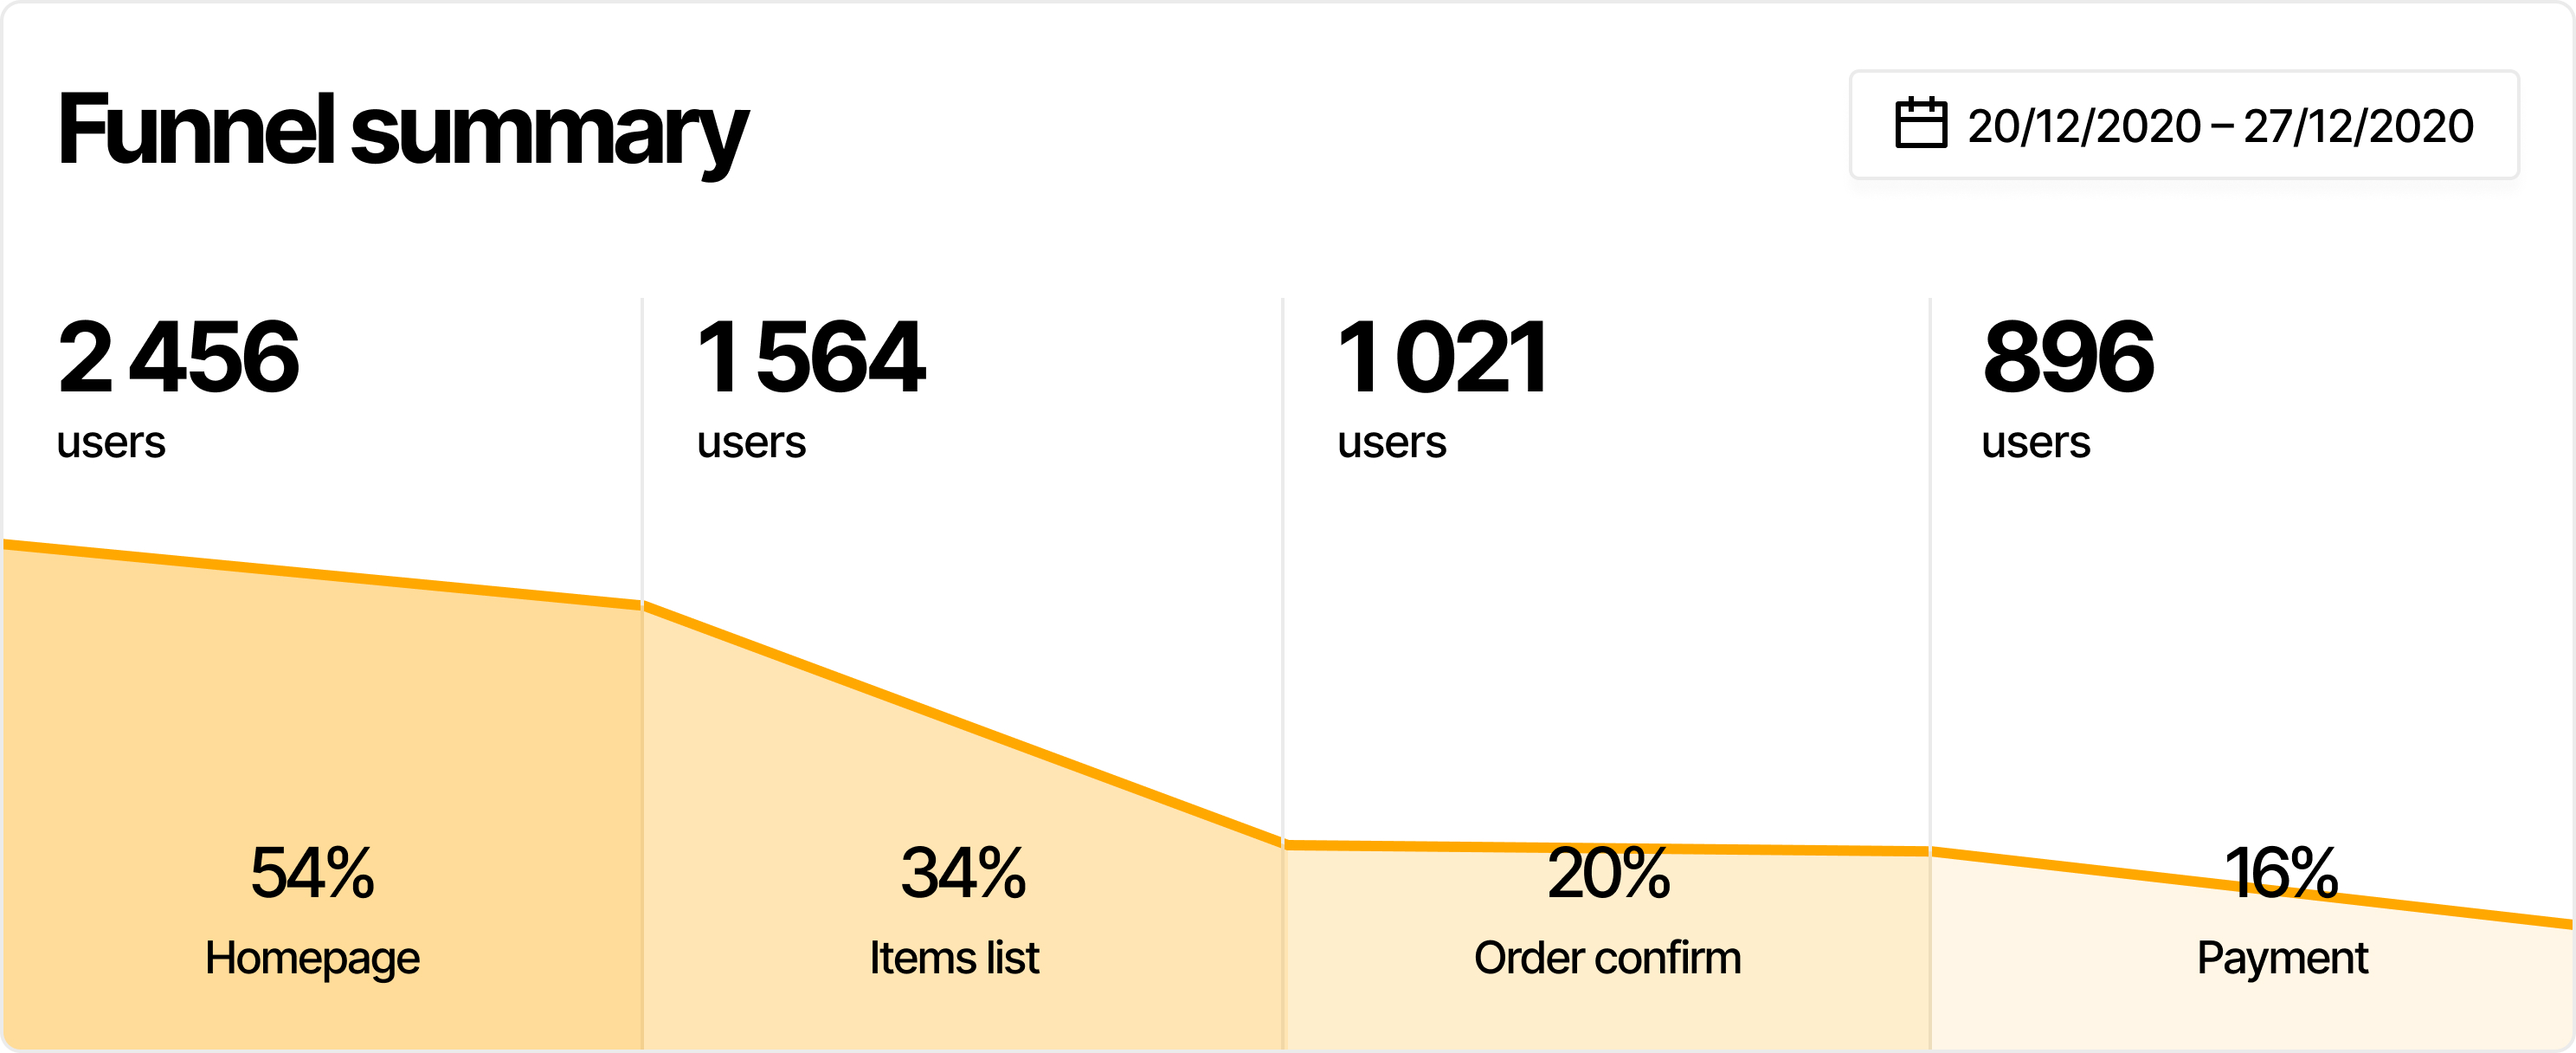 Funnel summary
20/12/2020 – 27/12/2020
2 456
users
1 564
users
1 021
users
896
users
54%
Homepage
34%
Items list
20%
Order confirm
16%
Payment